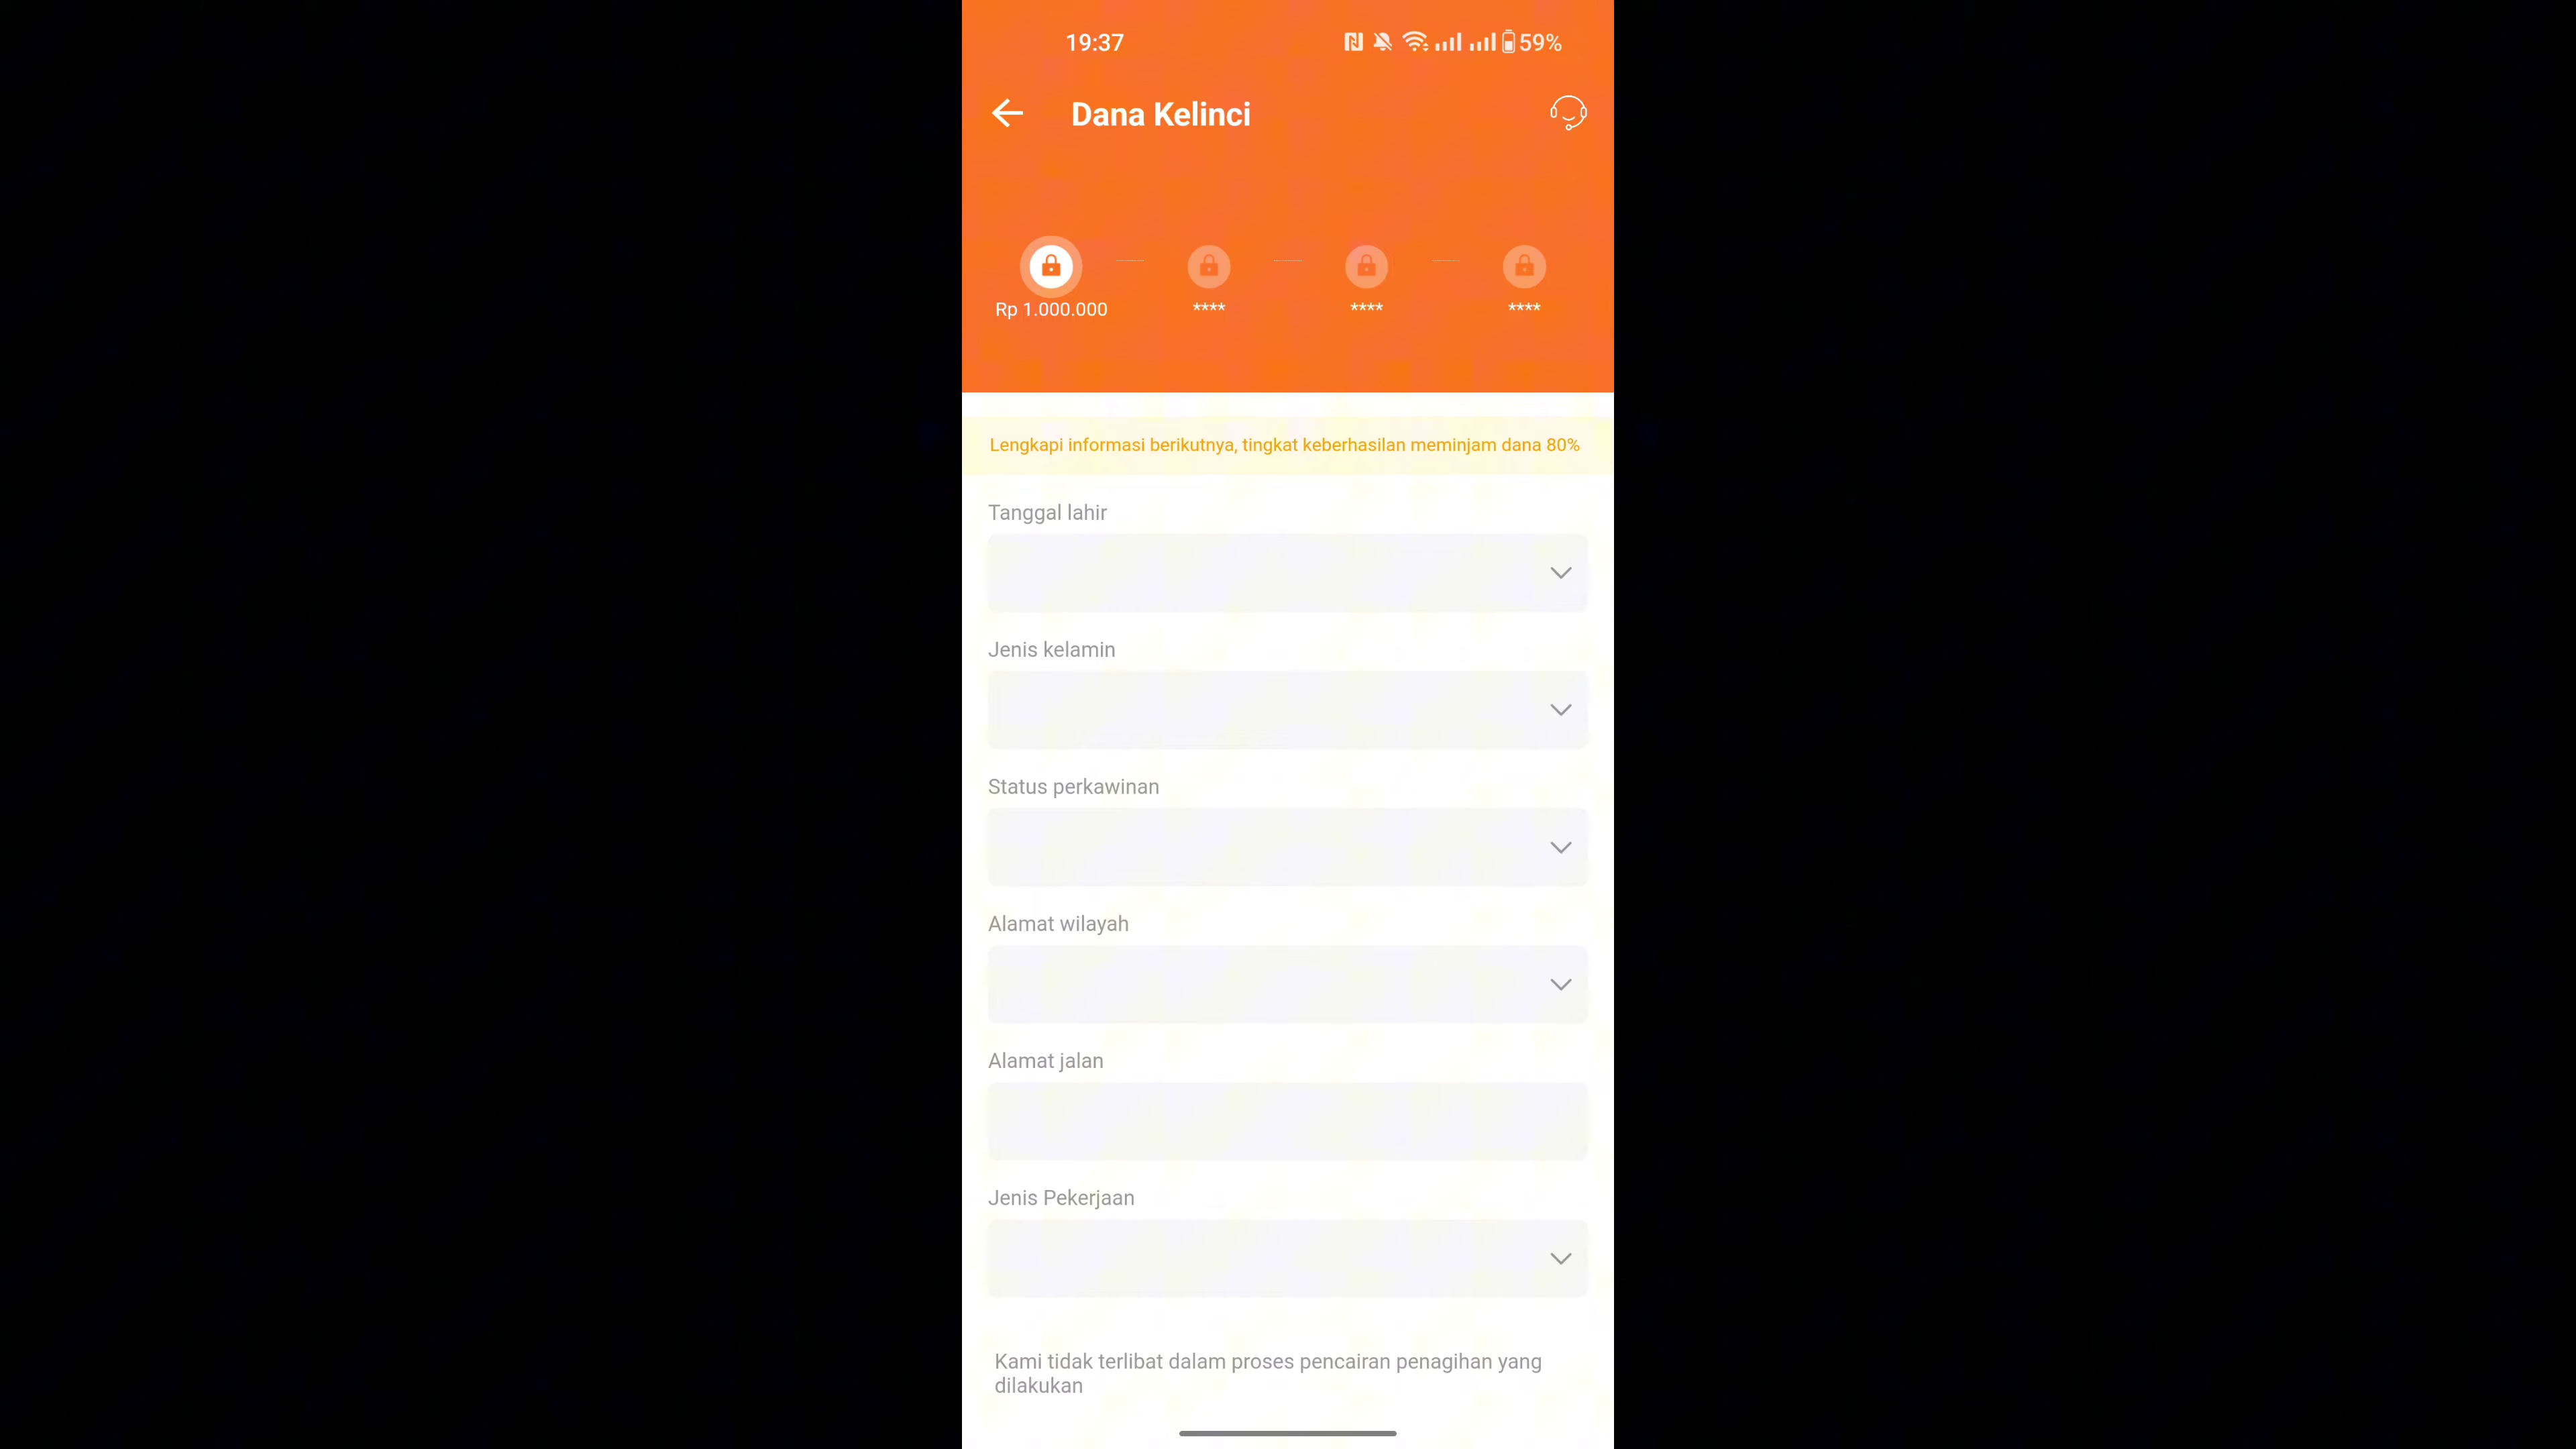 19:37
59%
Dana Kelinci
Rp 1.000.000
****
****
****
Lengkapi informasi berikutnya, tingkat keberhasilan meminjam dana 80%
Tanggal lahir
Jenis kelamin
Status perkawinan
Alamat wilayah
Alamat jalan
Jenis Pekerjaan
Kami tidak terlibat dalam proses pencairan penagihan yang
dilakukan